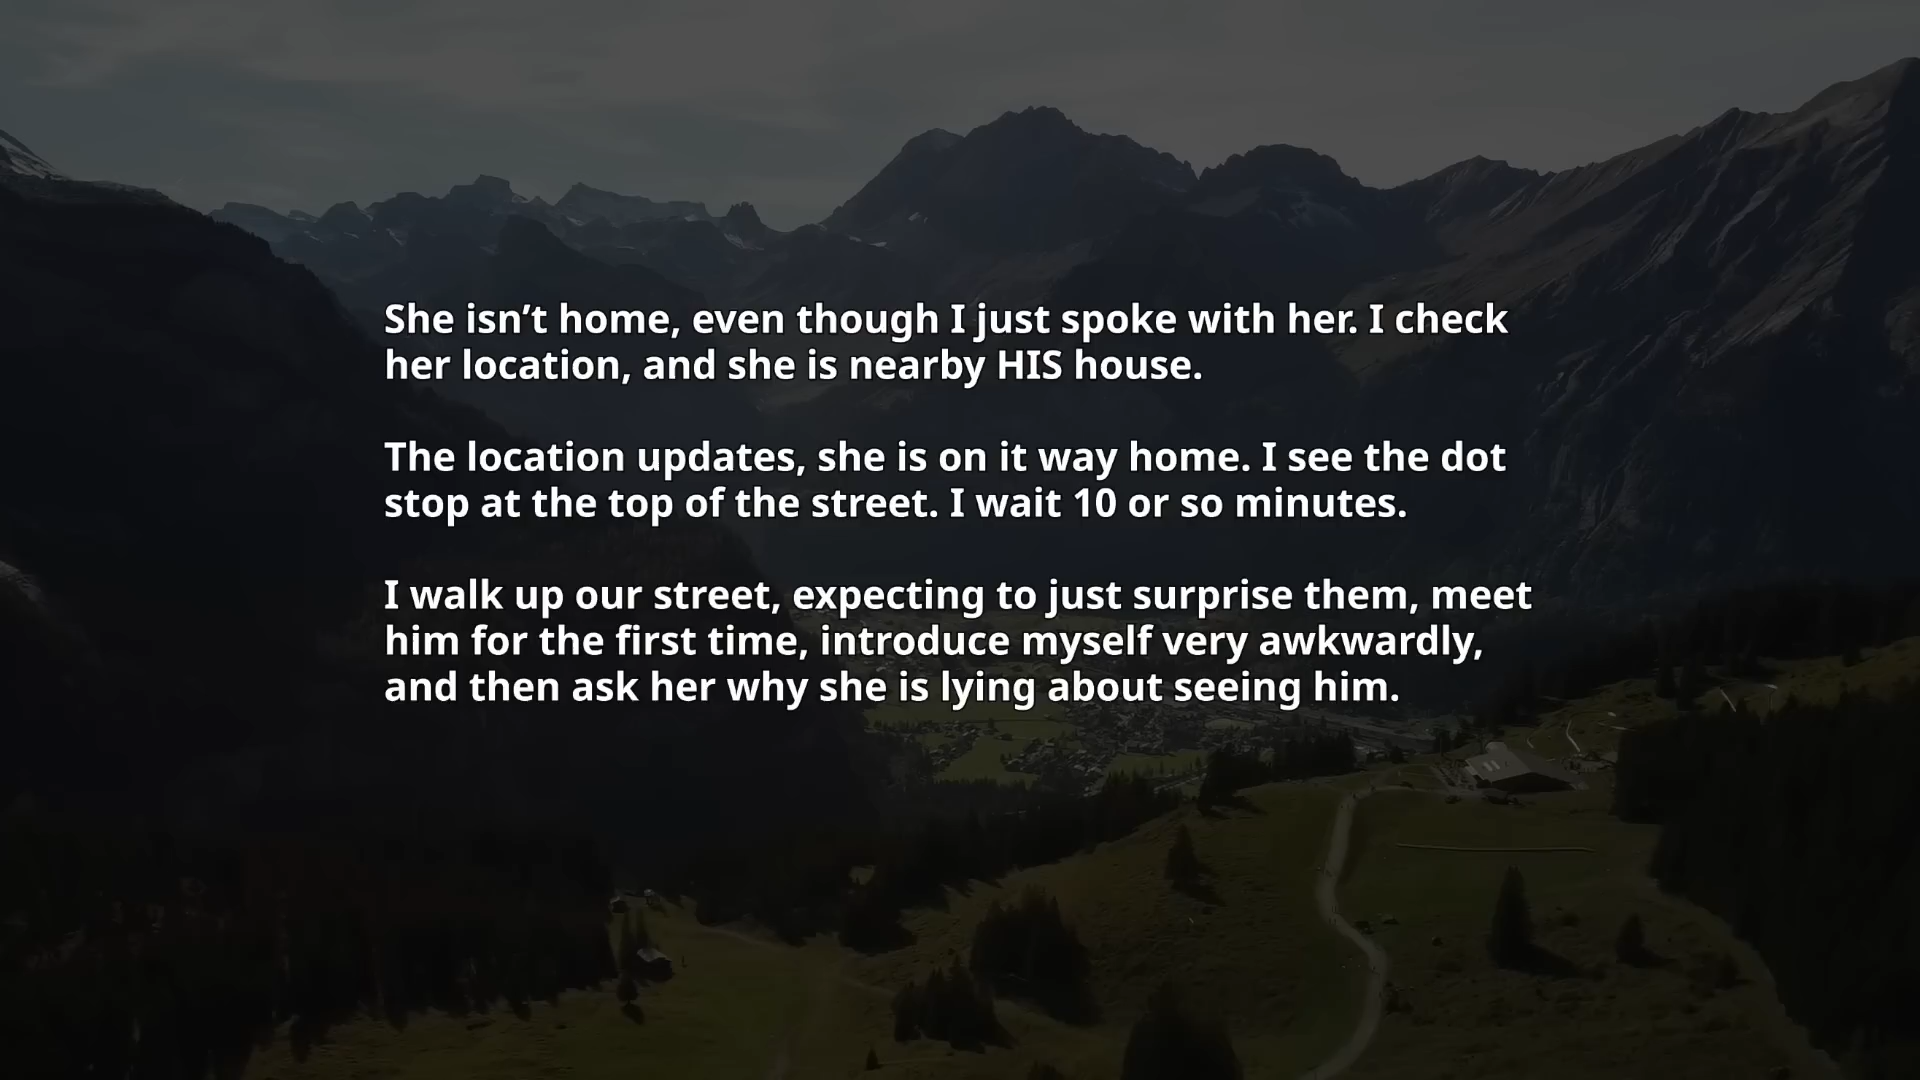 She isn’t home, even though I just spoke with her. I check
her location, and she is nearby HIS house.
The location updates, she is on it way home. I see the dot
stop at the top of the street. I wait 10 or so minutes.
I walk up our street, expecting to just surprise them, meet
him for the first time, introduce myself very awkwardly,
and then ask her why she is lying about seeing him.